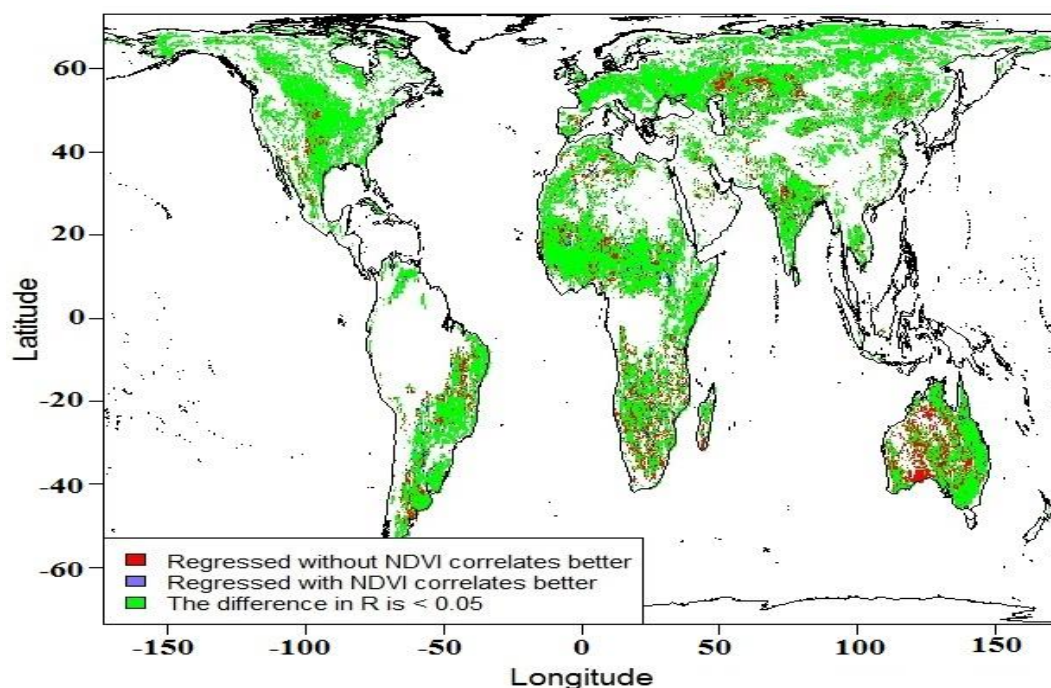 60
40
20
0
-20
-40
-60
Latitude
Regressed without NDVI correlates better
Regressed with NDVI correlates better
The difference in R is < 0.05
-150 -100 -50 0 50 100 150
Longitude